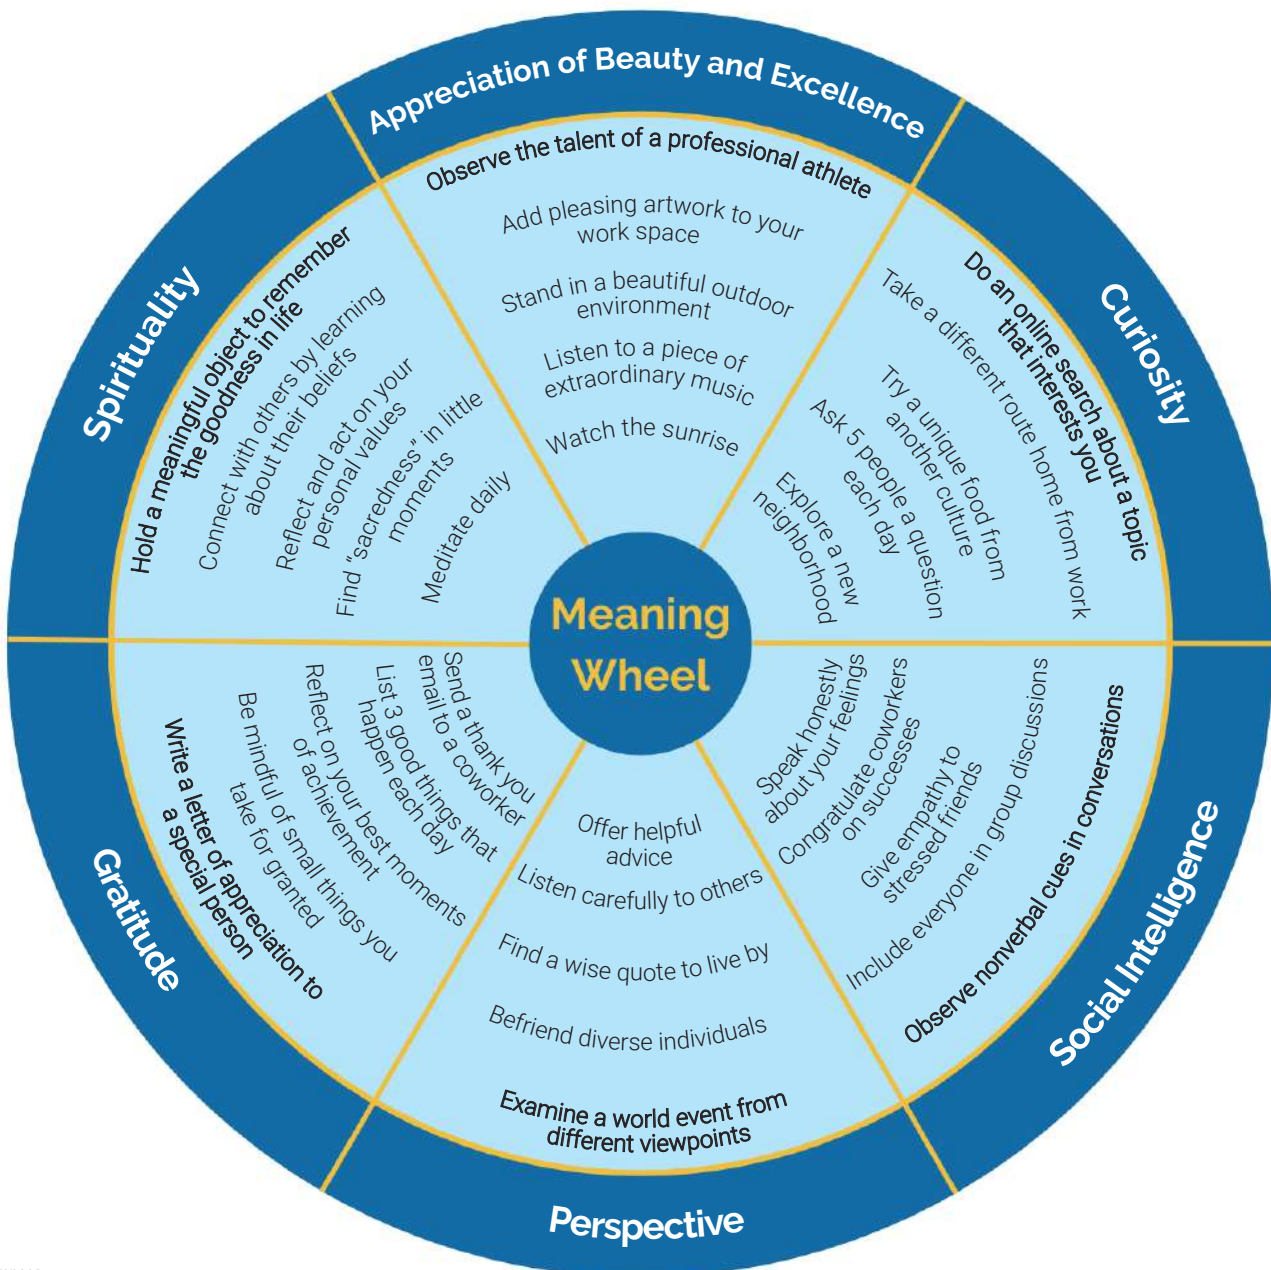 Appreciation of Beauty and Excellence
Observe the talent of a professional athlete
Add pleasing artwork to your
work space
Stand in a beautiful outdoor
environment
Listen to a piece of
extraordinary music
Watch the sunrise
Curiosity
Do an online search about a topic
that interests you
Take a different route home from work
Try a unique food from
another culture
Ask 5 people a question
each day
Explore a new
neighborhood
Social Intelligence
Observe nonverbal cues in conversations
Include everyone in group discussions
Give empathy to
stressed friends
Congratulate coworkers
on successes
Speak honestly
about your feelings
Perspective
Offer helpful
advice
Listen carefully to others
Find a wise quote to live by
Befriend diverse individuals
Examine a world event from
different viewpoints
Gratitude
Write a letter of appreciation to
a special person
Be mindful of small things you
take for granted
Reflect on your best moments
of achievement
List 3 good things that
happen each day
Send a thank you
email to a coworker
Spirituality
Hold a meaningful object to remember
the goodness in life
Connect with others by learning
about their beliefs
Reflect and act on your
personal values
Find "sacredness" in little
moments
Meditate daily
Meaning
Wheel